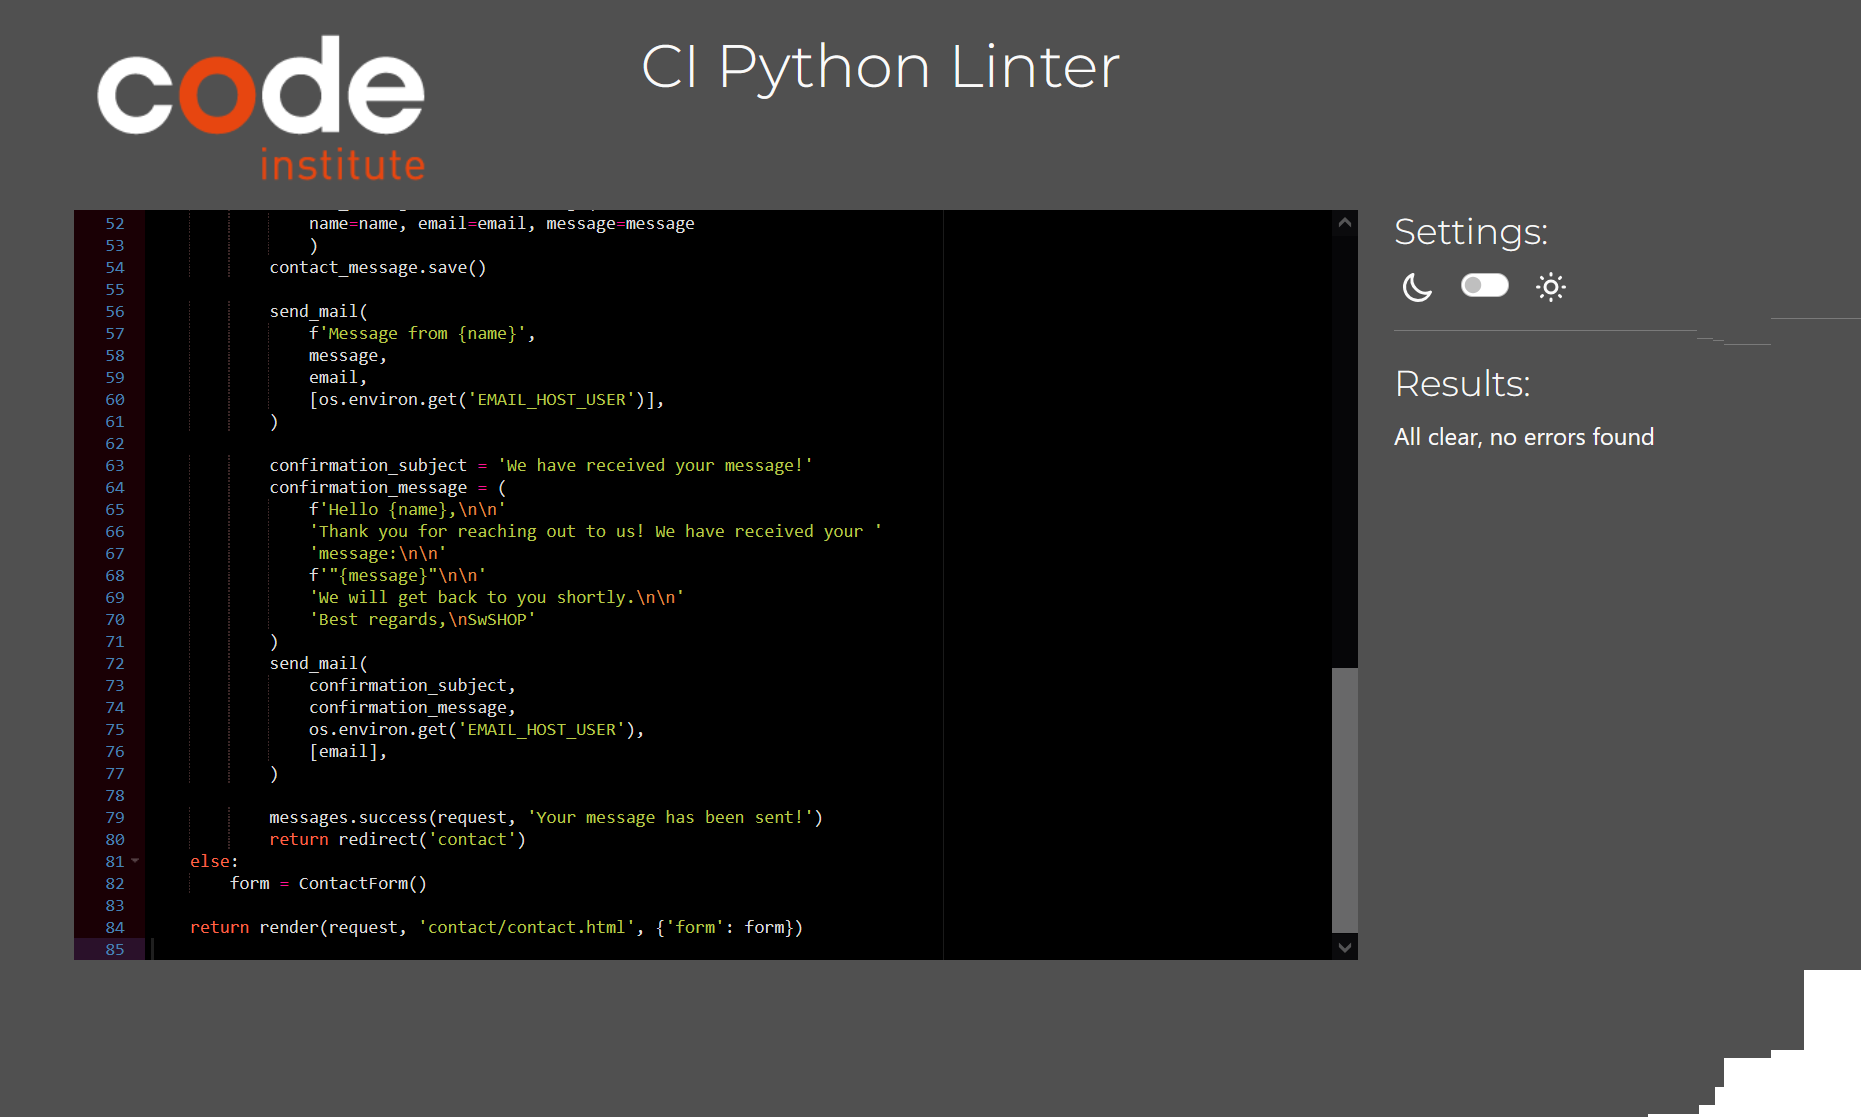 code
institute
CI Python Linter
52 name=name, email=email, message=message
53 )
54 contact_message.save()
55
56 send_mail(
57 f'Message from {name}',
58 message,
59 email,
60 [os.environ.get('EMAIL_HOST_USER')],
61 )
62
63 confirmation_subject = 'We have received your message!'
64 confirmation_message = (
65 f'Hello {name},\n\n'
66 'Thank you for reaching out to us! We have received your '
67 'message:\n\n'
68 f'"{message}"\n\n'
69 'We will get back to you shortly.\n\n'
70 'Best regards,\nSwSHOP'
71 )
72 send_mail(
73 confirmation_subject,
74 confirmation_message,
75 os.environ.get('EMAIL_HOST_USER'),
76 [email],
77 )
78
79 messages.success(request, 'Your message has been sent!')
80 return redirect('contact')
81 else:
82 form = ContactForm()
83
84 return render(request, 'contact/contact.html', {'form': form})
85
Settings:
Results:
All clear, no errors found